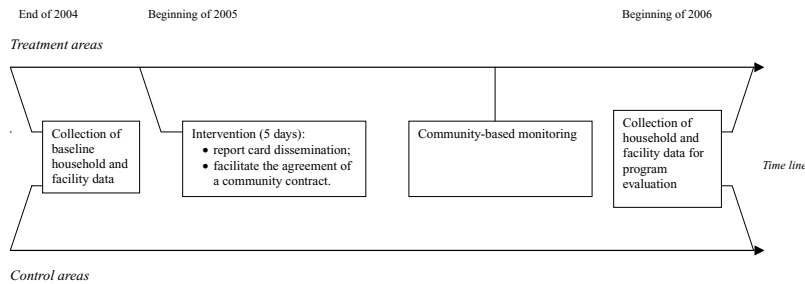 End of 2004
Beginning of 2005
Beginning of 2006
Treatment areas
Collection of
baseline
household and
facility data
Intervention (5 days):
• report card dissemination;
• facilitate the agreement of
a community contract.
Community-based monitoring
Collection of
household and
facility data for
program
evaluation
Time line
Control areas